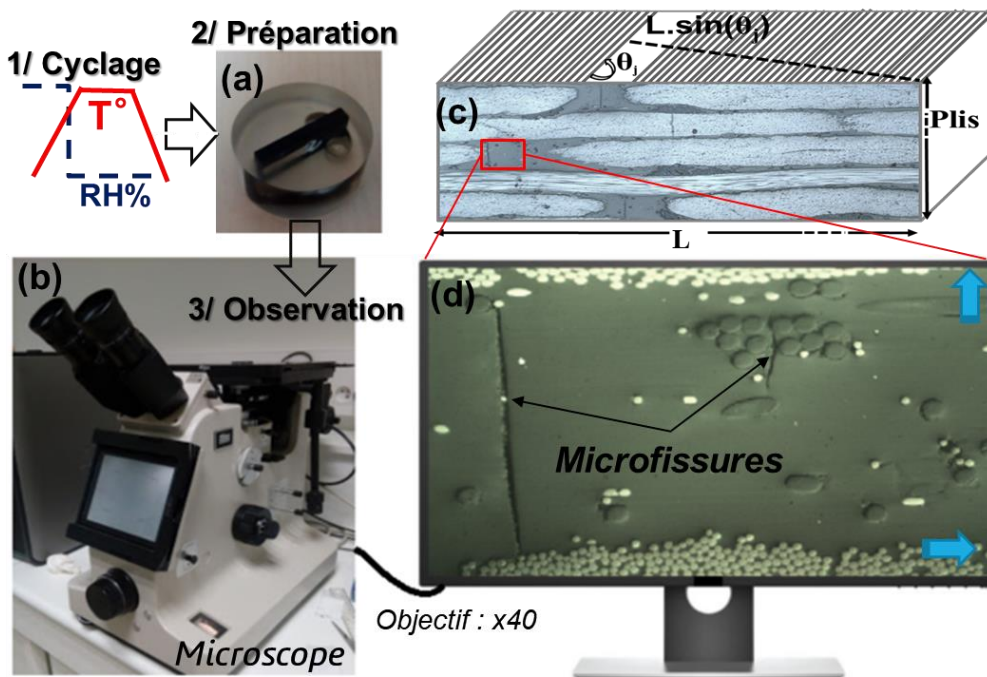 1/ Cyclage
T°
RH%
2/ Préparation
(a)
(b)
3/ Observation
Microscope
Objectif : x40
L.sin(θj)
θj
(c)
Plis
L
(d)
Microfissures